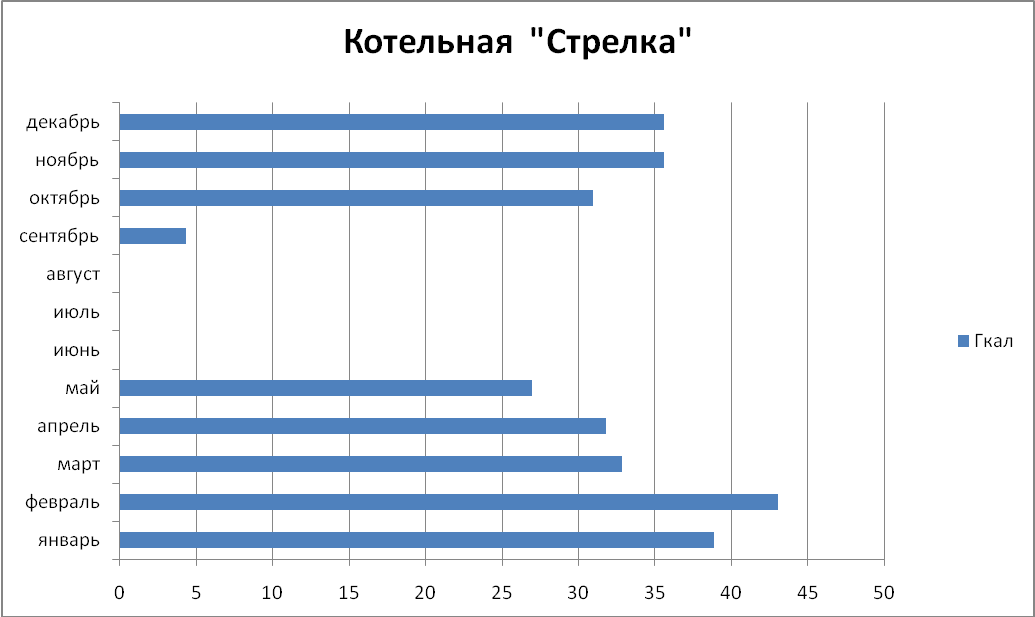 Котельная "Стрелка"
декабрь
ноябрь
октябрь
сентябрь
август
июль
июнь
май
апрель
март
февраль
январь
0 5 10 15 20 25 30 35 40 45 50
Гкал